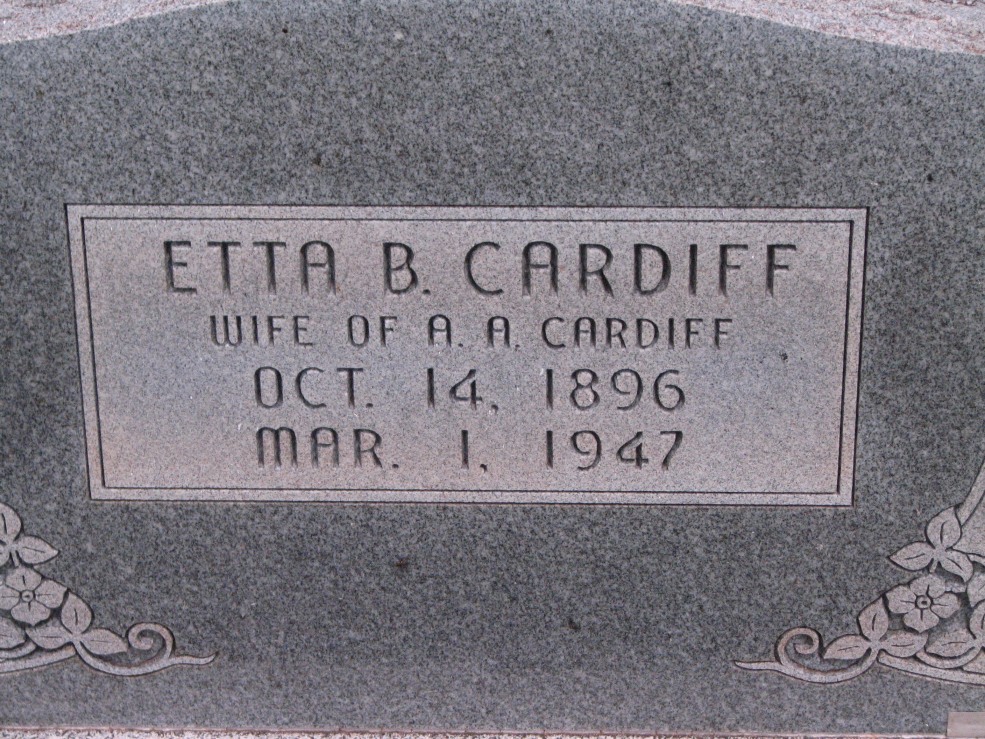 ETTA B. CARDIFF
WIFE OF A. A. CARDIFF
OCT. 14, 1896
MAR. 1, 1947